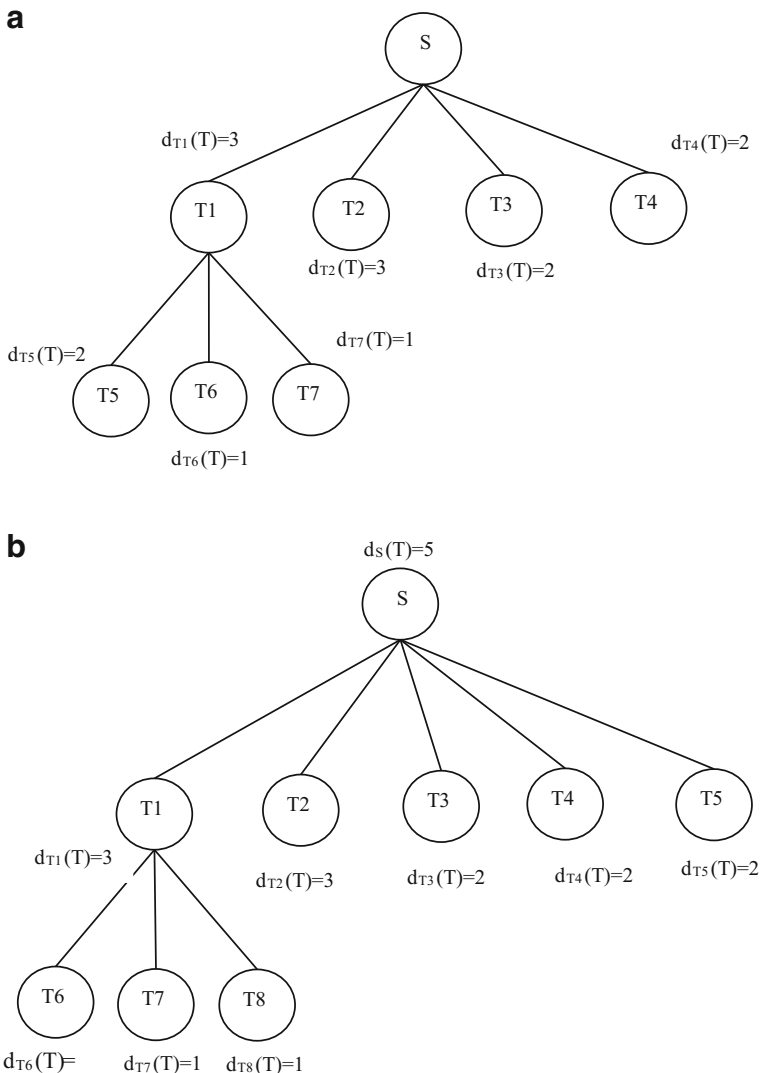 a
S
dT1(T)=3
dT4(T)=2
T1
T2
T3
T4
dT2(T)=3
dT3(T)=2
dT5(T)=2
dT7(T)=1
T5
T6
T7
dT6(T)=1
b
dS(T)=5
S
T1
T2
T3
T4
T5
dT1(T)=3
dT2(T)=3
dT3(T)=2
dT4(T)=2
dT5(T)=2
T6
T7
T8
dT6(T)=
dT7(T)=1
dT8(T)=1